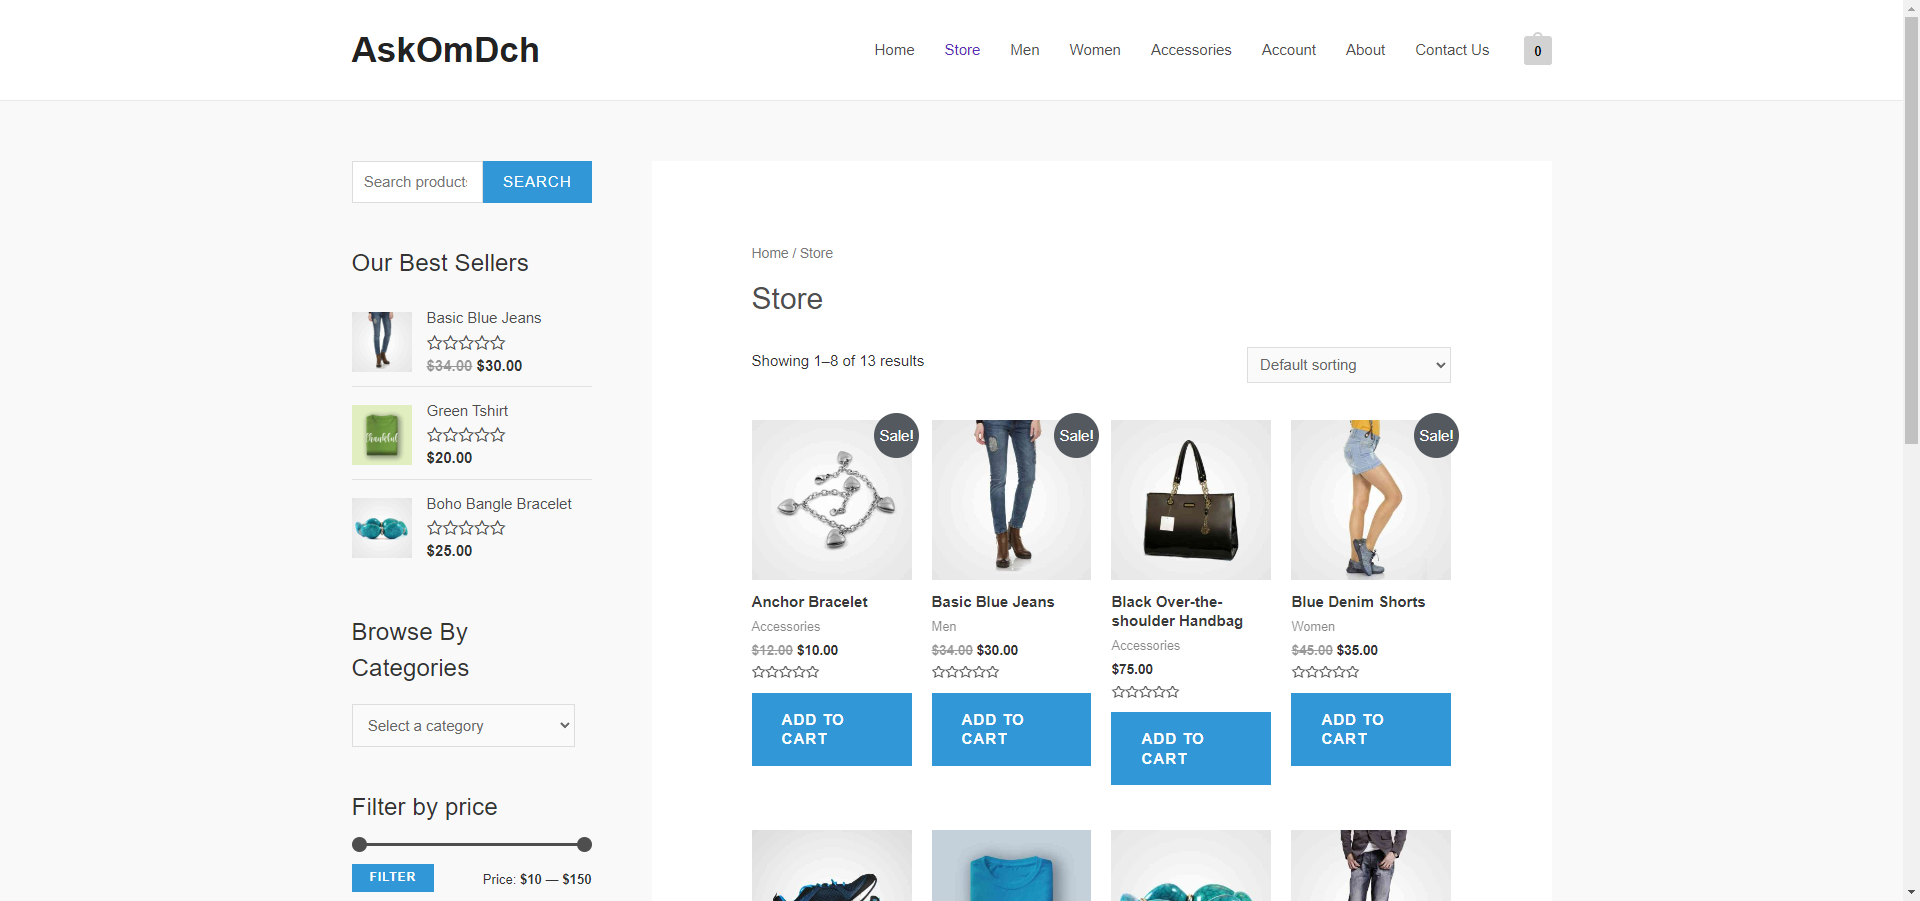 AskOmDch
Home Store Men Women Accessories Account About Contact Us 0
Search products
SEARCH
Our Best Sellers
Basic Blue Jeans
$34.00 $30.00
Green Tshirt
thankful
$20.00
Boho Bangle Bracelet
$25.00
Browse By
Categories
Select a category
Filter by price
FILTER
Price: $10 — $150
Home / Store
Store
Showing 1–8 of 13 results
Default sorting
Sale!
Anchor Bracelet
Accessories
$12.00 $10.00
ADD TO
CART
Sale!
Basic Blue Jeans
Men
$34.00 $30.00
ADD TO
CART
Black Over-the-
shoulder Handbag
Accessories
$75.00
ADD TO
CART
Sale!
Blue Denim Shorts
Women
$45.00 $35.00
ADD TO
CART